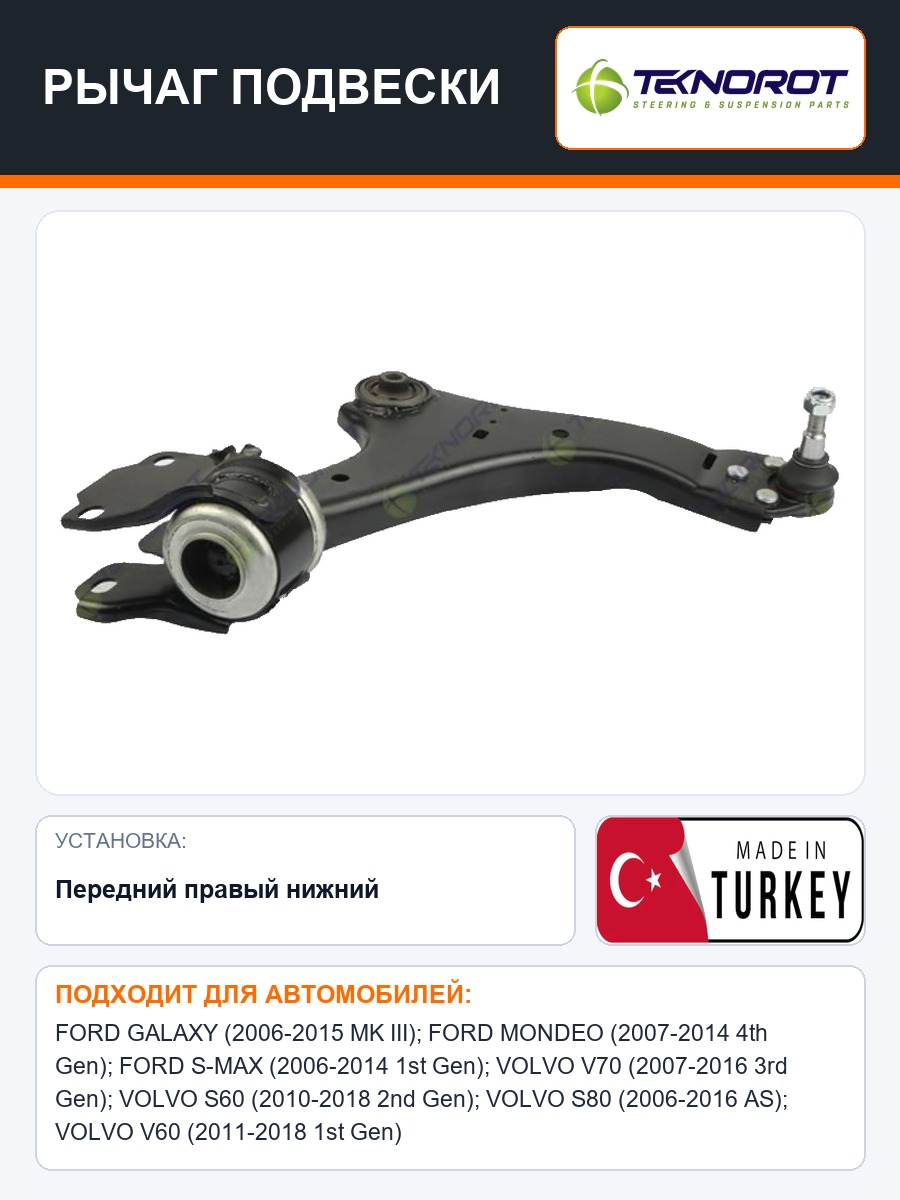 РЫЧАГ ПОДВЕСКИ
TEKNOROT
STEERING & SUSPENSION PARTS
TEKNOROT
УСТАНОВКА:
Передний правый нижний
MADE IN
TURKEY
ПОДХОДИТ ДЛЯ АВТОМОБИЛЕЙ:
FORD GALAXY (2006-2015 MK III); FORD MONDEO (2007-2014 4th
Gen); FORD S-MAX (2006-2014 1st Gen); VOLVO V70 (2007-2016 3rd
Gen); VOLVO S60 (2010-2018 2nd Gen); VOLVO S80 (2006-2016 AS);
VOLVO V60 (2011-2018 1st Gen)